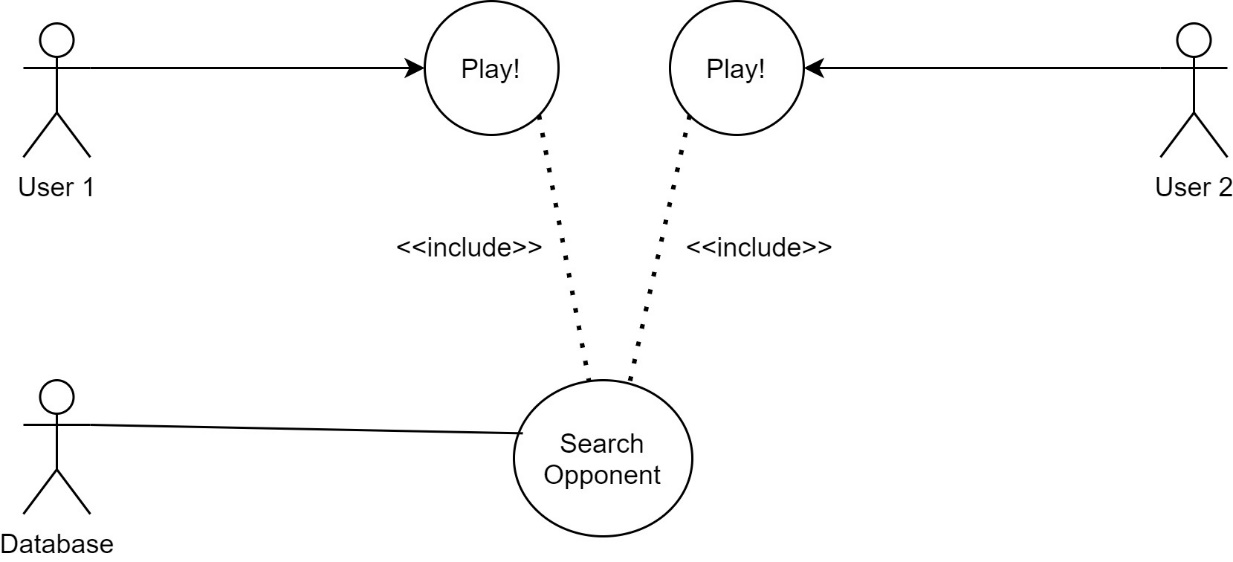 Play!
Play!
User 1
User 2
<<include>>
<<include>>
Search
Opponent
Database